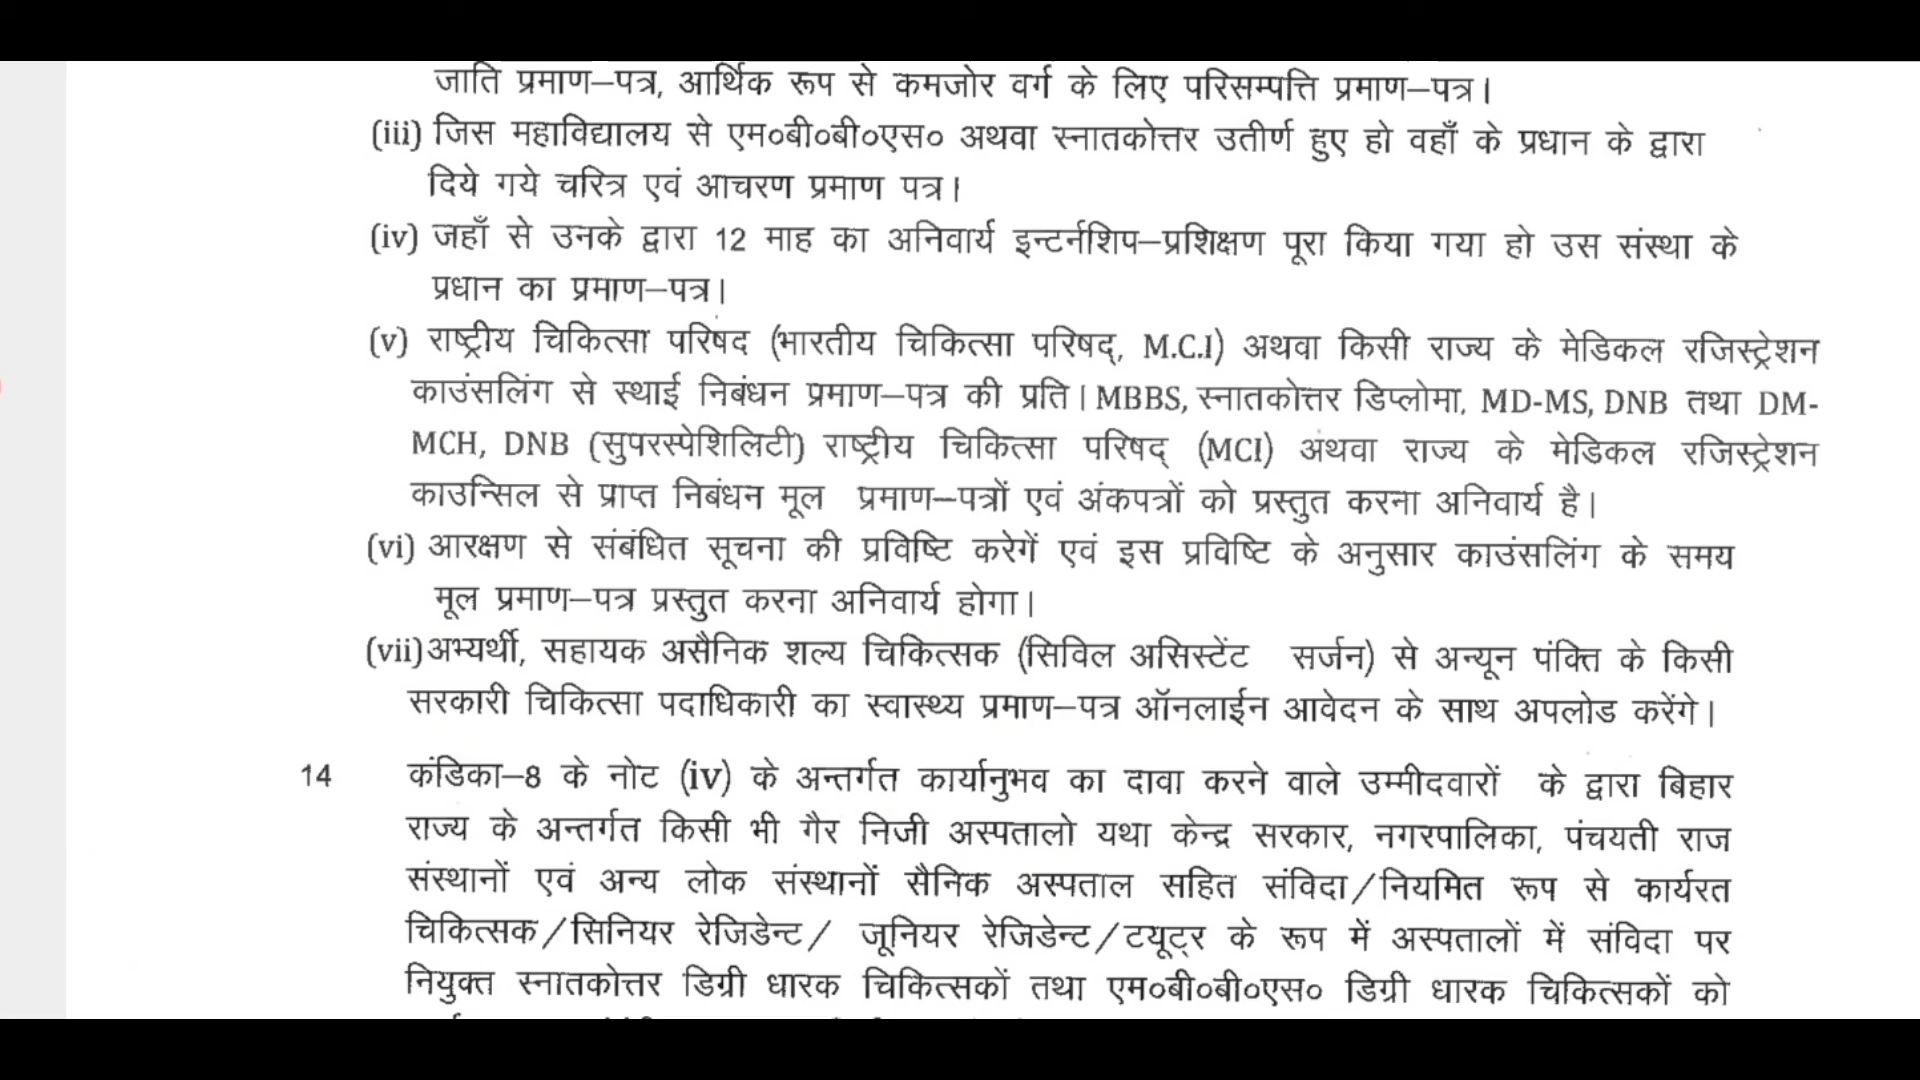 जाति प्रमाण–पत्र, आर्थिक रूप से कमजोर वर्ग के लिए परिसम्पत्ति प्रमाण–पत्र।
(iii) जिस महाविद्यालय से एम०बी०बी०एस० अथवा स्नातकोत्तर उतीर्ण हुए हो वहाँ के प्रधान के द्वारा
दिये गये चरित्र एवं आचरण प्रमाण पत्र।
(iv) जहाँ से उनके द्वारा 12 माह का अनिवार्य इन्टर्नशिप–प्रशिक्षण पूरा किया गया हो उस संस्था के
प्रधान का प्रमाण–पत्र।
(v) राष्ट्रीय चिकित्सा परिषद (भारतीय चिकित्सा परिषद्, M.C.I) अथवा किसी राज्य के मेडिकल रजिस्ट्रेशन
काउंसलिंग से स्थाई निबंधन प्रमाण–पत्र की प्रति। MBBS, स्नातकोत्तर डिप्लोमा, MD-MS, DNB तथा DM-
MCH, DNB (सुपरस्पेशिलिटी) राष्ट्रीय चिकित्सा परिषद् (MCI) अथवा राज्य के मेडिकल रजिस्ट्रेशन
काउन्सिल से प्राप्त निबंधन मूल प्रमाण–पत्रों एवं अंकपत्रों को प्रस्तुत करना अनिवार्य है।
(vi) आरक्षण से संबंधित सूचना की प्रविष्टि करेगें एवं इस प्रविष्टि के अनुसार काउंसलिंग के समय
मूल प्रमाण–पत्र प्रस्तुत करना अनिवार्य होगा।
(vii) अभ्यर्थी, सहायक असैनिक शल्य चिकित्सक (सिविल असिस्टेंट सर्जन) से अन्यून पंक्ति के किसी
सरकारी चिकित्सा पदाधिकारी का स्वास्थ्य प्रमाण–पत्र ऑनलाईन आवेदन के साथ अपलोड करेंगे।
14 कंडिका–8 के नोट (iv) के अन्तर्गत कार्यानुभव का दावा करने वाले उम्मीदवारों के द्वारा बिहार
राज्य के अन्तर्गत किसी भी गैर निजी अस्पतालो यथा केन्द्र सरकार, नगरपालिका, पंचयती राज
संस्थानों एवं अन्य लोक संस्थानों सैनिक अस्पताल सहित संविदा/नियमित रूप से कार्यरत
चिकित्सक/सिनियर रेजिडेन्ट/ जूनियर रेजिडेन्ट/टयूट्र के रूप में अस्पतालों में संविदा पर
नियुक्त स्नातकोत्तर डिग्री धारक चिकित्सकों तथा एम०बी०बी०एस० डिग्री धारक चिकित्सकों को